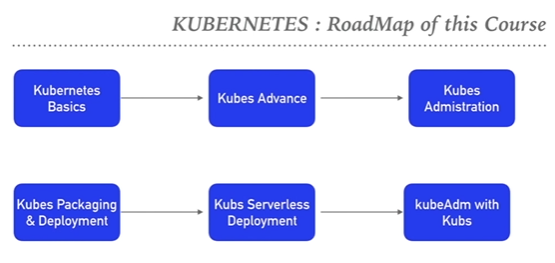 KUBERNETES : RoadMap of this Course
Kubernetes
Basics
Kubes Advance
Kubes
Admistration
Kubes Packaging
& Deployment
Kubs Serverless
Deployment
kubeAdm with
Kubs